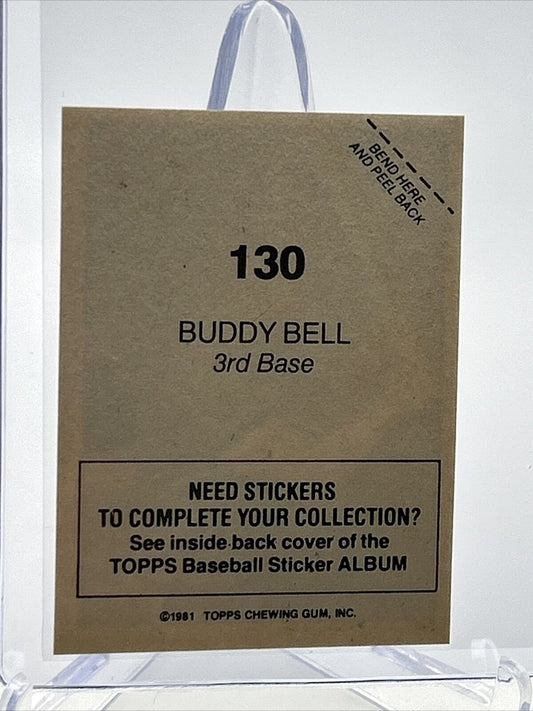 BEND HERE
AND PEEL BACK
130
BUDDY BELL
3rd Base
NEED STICKERS
TO COMPLETE YOUR COLLECTION?
See inside back cover of the
TOPPS Baseball Sticker ALBUM
©1981 TOPPS CHEWING GUM, INC.